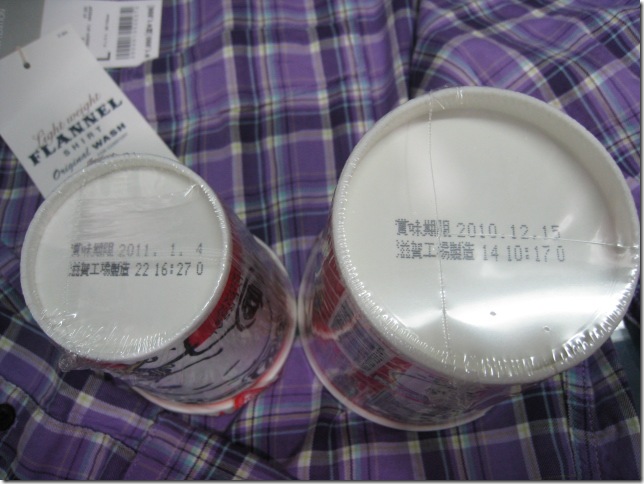 Light weight
FLANNEL
SHIRT
Original WASH
L
賞味期限 2011. 1. 4
滋賀工場製造 22 16:27 0
賞味期限 2010.12.15
滋賀工場製造 14 10:17 0